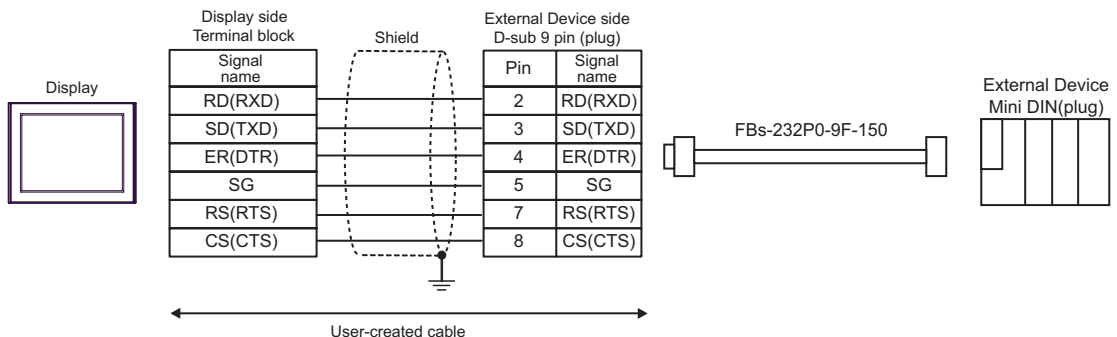 Display side
Terminal block
Shield
External Device side
D-sub 9 pin (plug)
Signal
name
Pin
Signal
name
Display
RD(RXD)
2
RD(RXD)
SD(TXD)
3
SD(TXD)
ER(DTR)
4
ER(DTR)
SG
5
SG
RS(RTS)
7
RS(RTS)
CS(CTS)
8
CS(CTS)
FBs-232P0-9F-150
External Device
Mini DIN(plug)
User-created cable